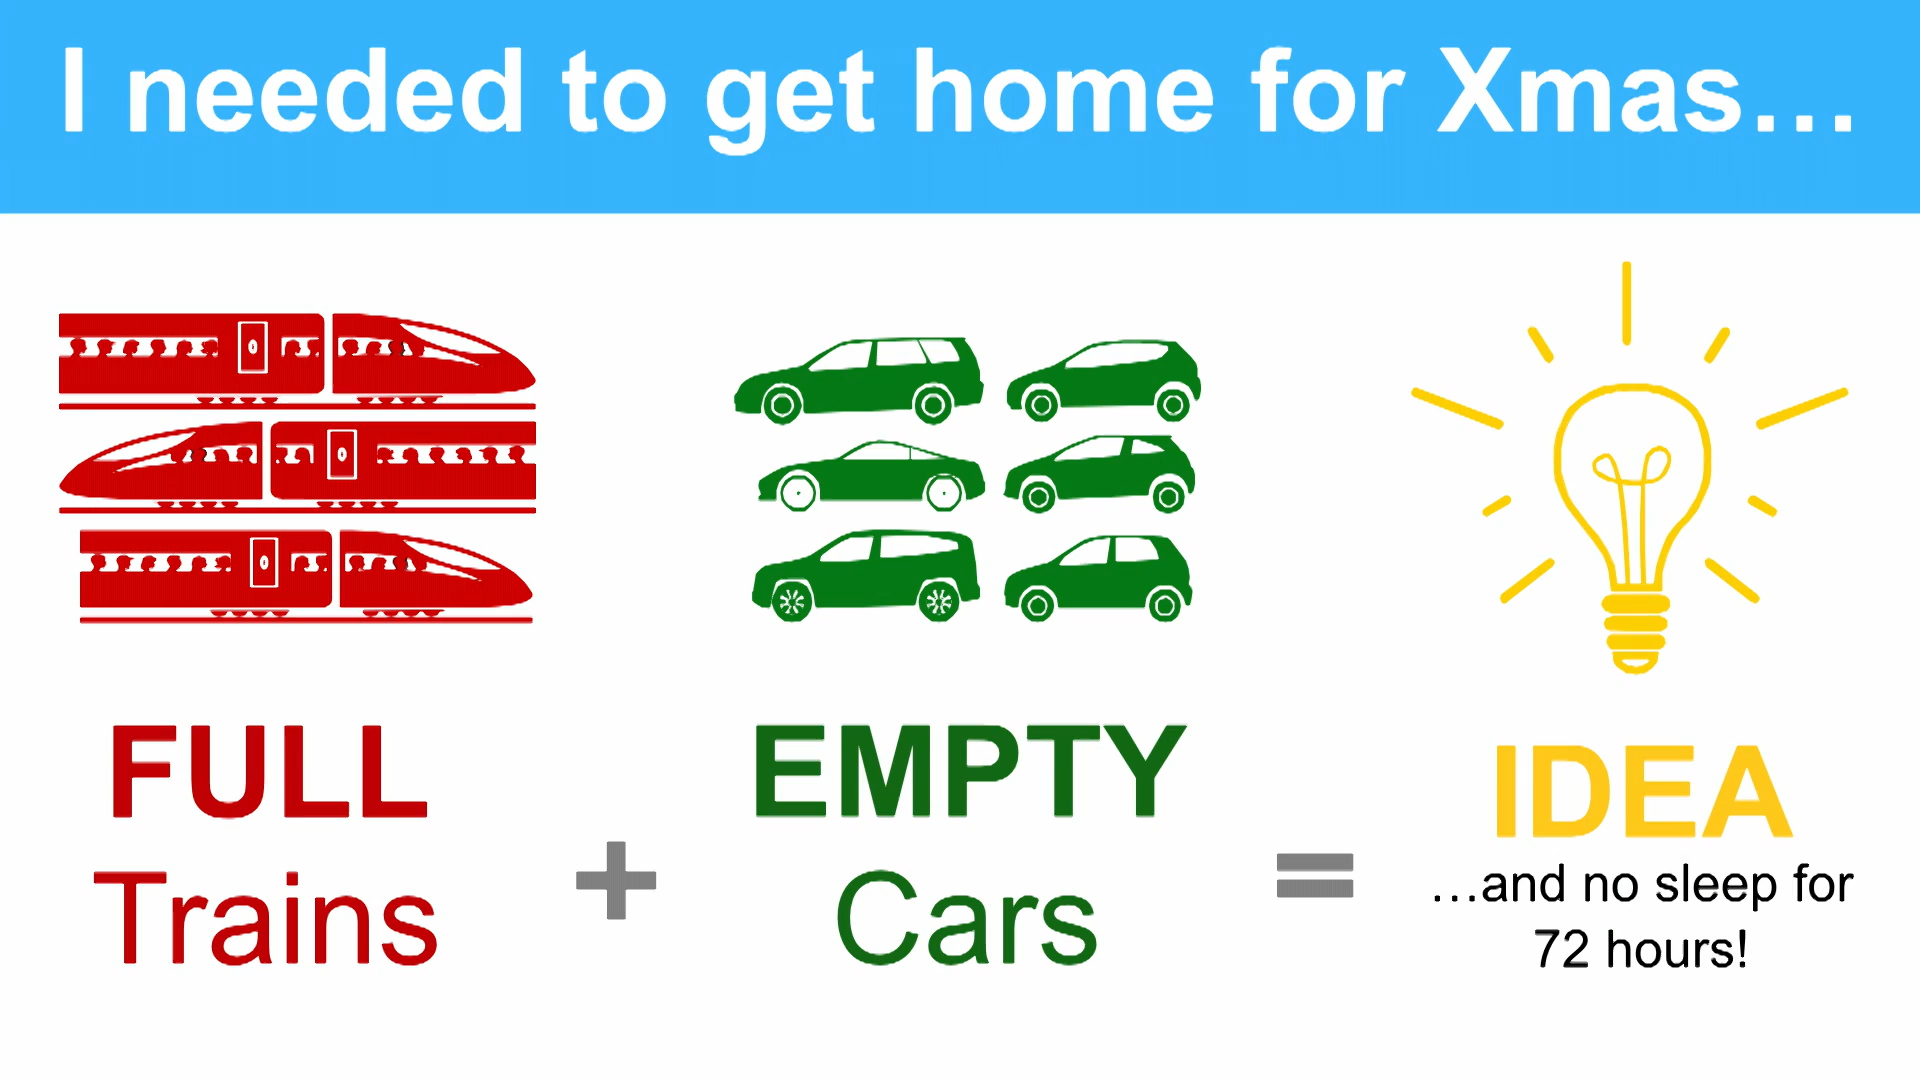 I needed to get home for Xmas…
FULL
Trains
+
EMPTY
Cars
=
IDEA
…and no sleep for
72 hours!